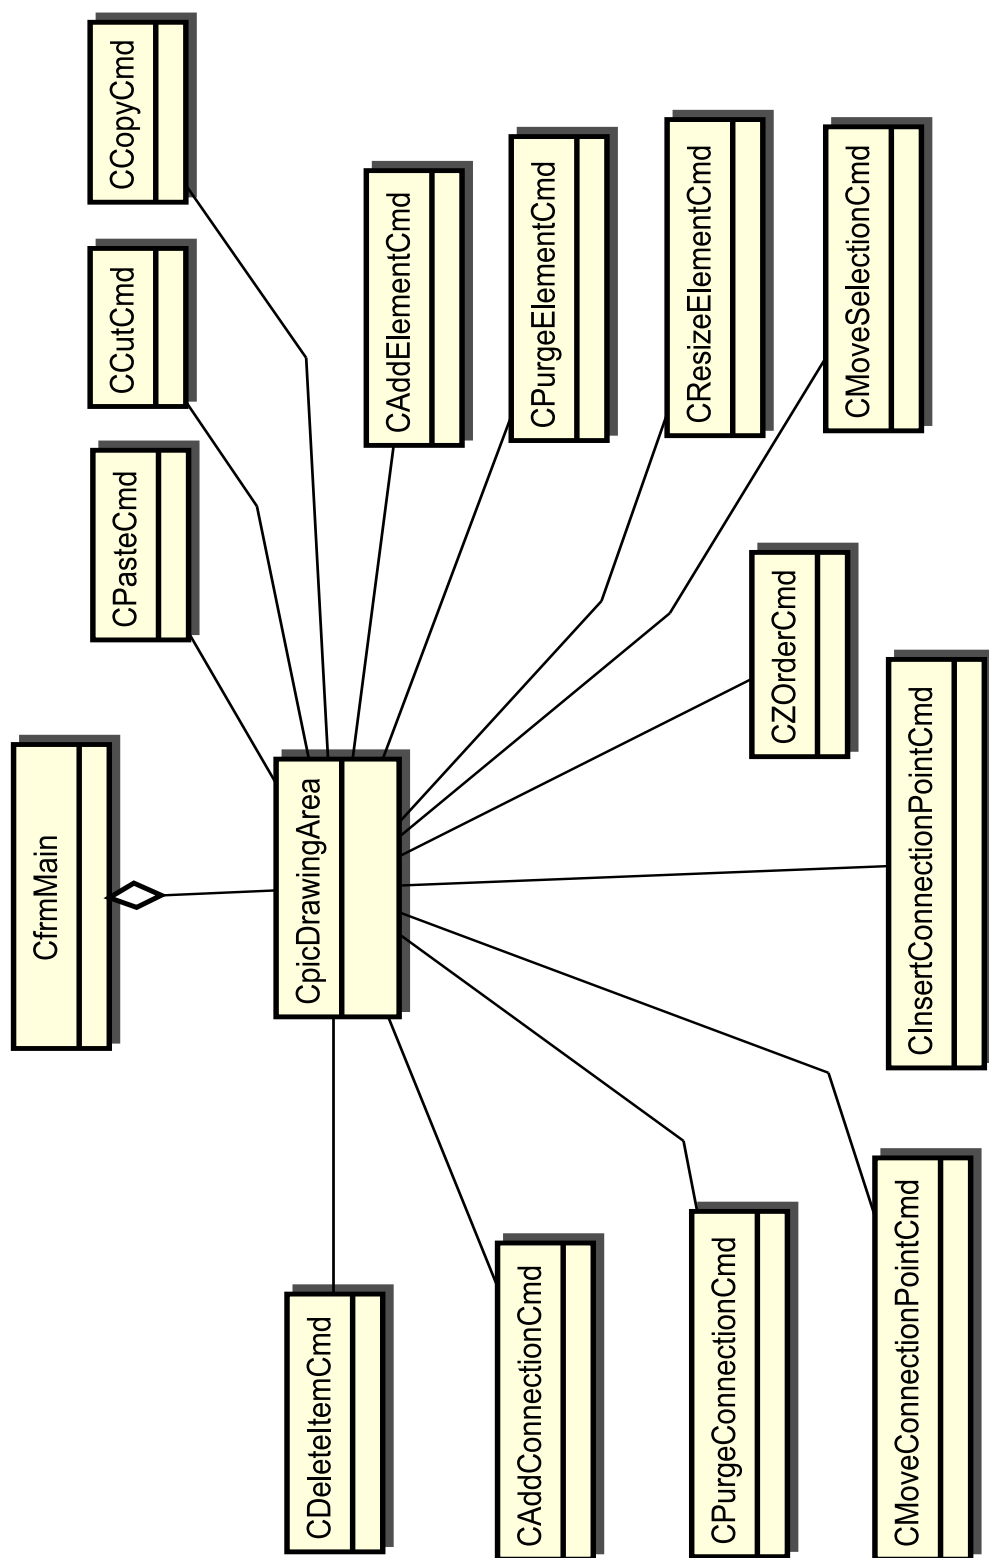 CCopyCmd
CCutCmd
CPasteCmd
CfrmMain
CAddElementCmd
CPurgeElementCmd
CResizeElementCmd
CMoveSelectionCmd
CZOrderCmd
CpicDrawingArea
CInsertConnectionPointCmd
CDeleteItemCmd
CAddConnectionCmd
CPurgeConnectionCmd
CMoveConnectionPointCmd